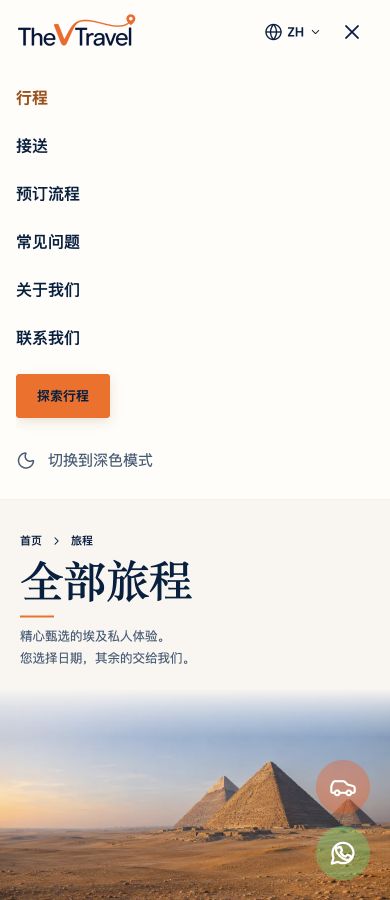 TheVTravel
ZH
行程
接送
预订流程
常见问题
关于我们
联系我们
探索行程
切换到深色模式
首页 > 旅程
全部旅程
精心甄选的埃及私人体验。
您选择日期，其余的交给我们。